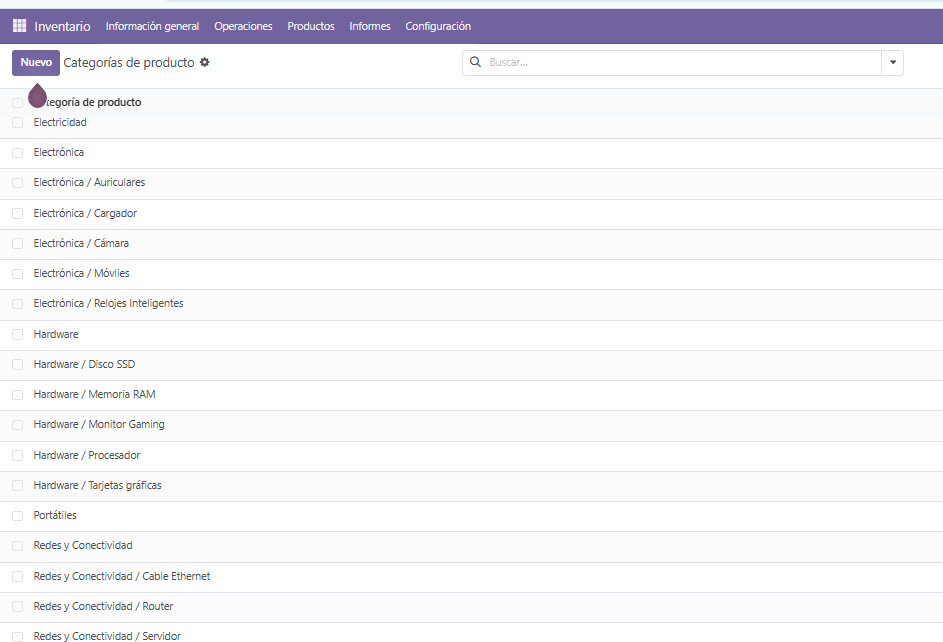 Inventario Información general Operaciones Productos Informes Configuración
Nuevo Categorías de producto Buscar...
tegoría de producto
Electricidad
Electrónica
Electrónica / Auriculares
Electrónica / Cargador
Electrónica / Cámara
Electrónica / Móvlies
Electrónica / Relojes Inteligentes
Hardware
Hardware / Disco SSD
Hardware / Memoria RAM
Hardware / Monitor Gaming
Hardware / Procesador
Hardware / Tarjetas gráficas
Portátiles
Redes y Conectividad
Redes y Conectividad / Cable Ethernet
Redes y Conectividad / Router
Redes y Conectividad / Servidor